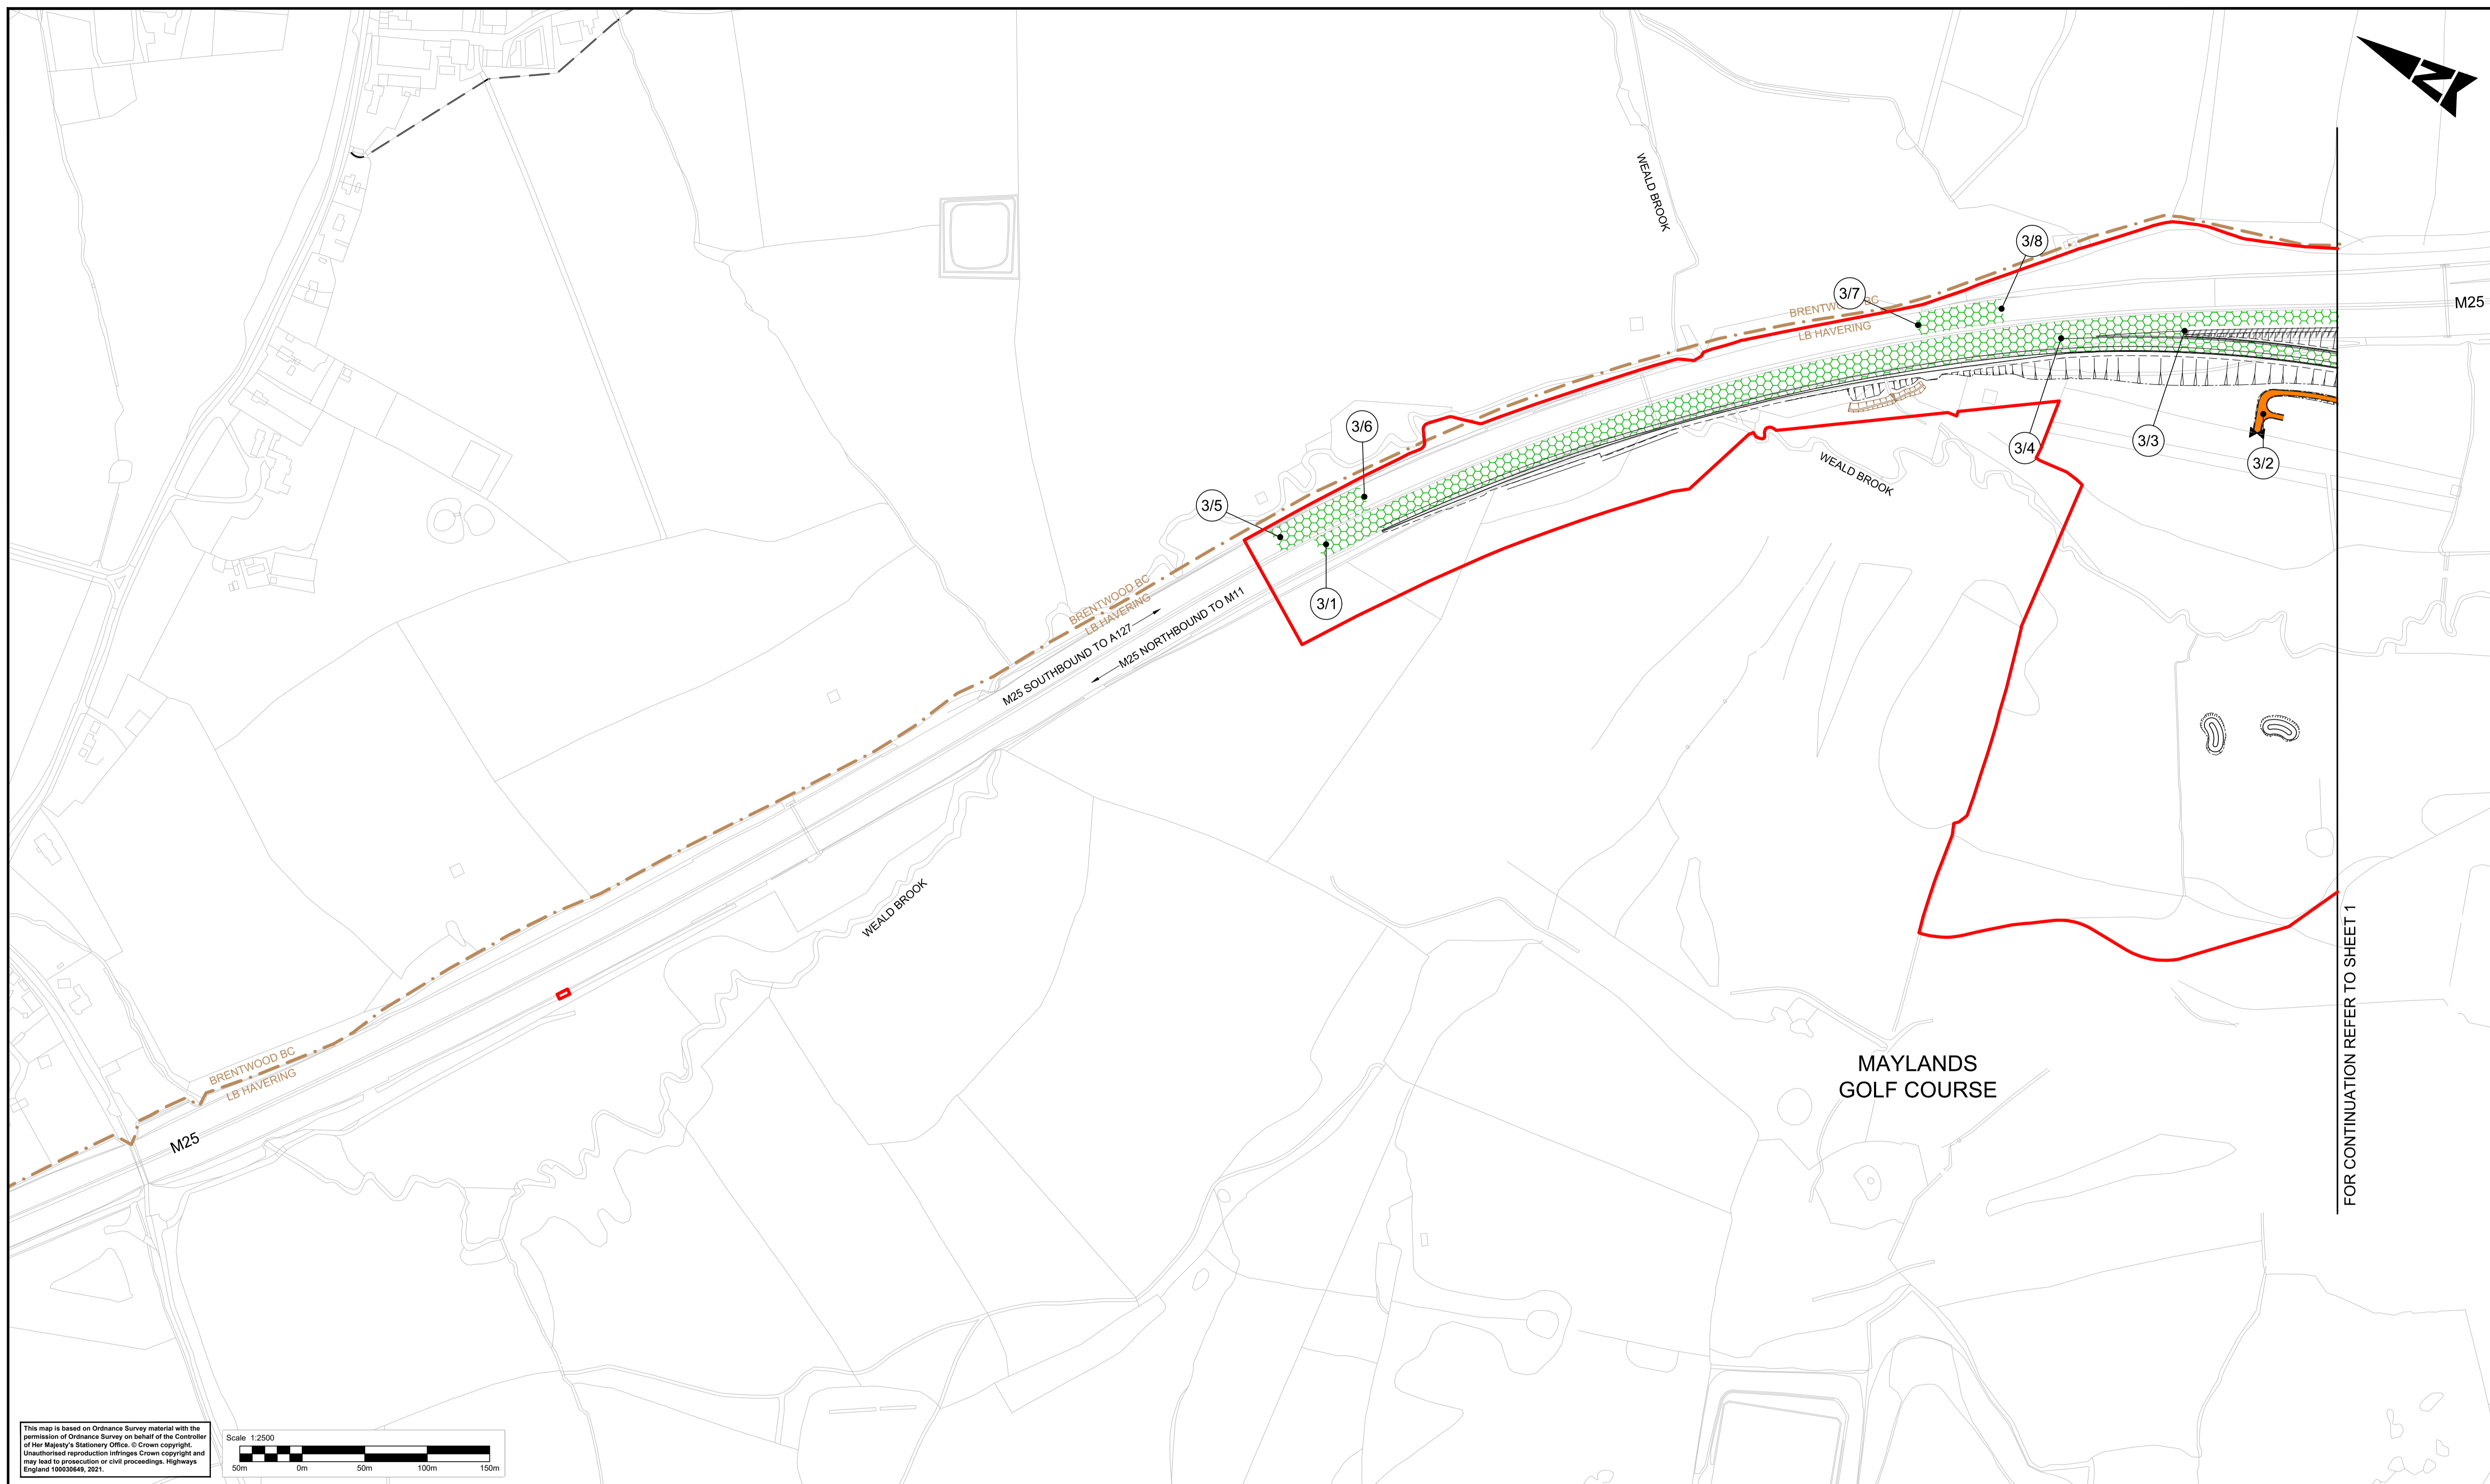 N
WEALD BROOK
3/8
3/7
BRENTWOOD BC
LB HAVERING
M25
3/6
3/4
3/3
3/2
WEALD BROOK
3/5
3/1
BRENTWOOD BC
LB HAVERING
M25 SOUTHBOUND TO A127
M25 NORTHBOUND TO M11
WEALD BROOK
FOR CONTINUATION REFER TO SHEET 1
BRENTWOOD BC
LB HAVERING
M25
MAYLANDS
GOLF COURSE
This map is based on Ordnance Survey material with the
permission of Ordnance Survey on behalf of the Controller
of Her Majesty's Stationery Office. © Crown copyright.
Unauthorised reproduction infringes Crown copyright and
may lead to prosecution or civil proceedings. Highways
England 100030649, 2021.
Scale 1:2500
50m 0m 50m 100m 150m